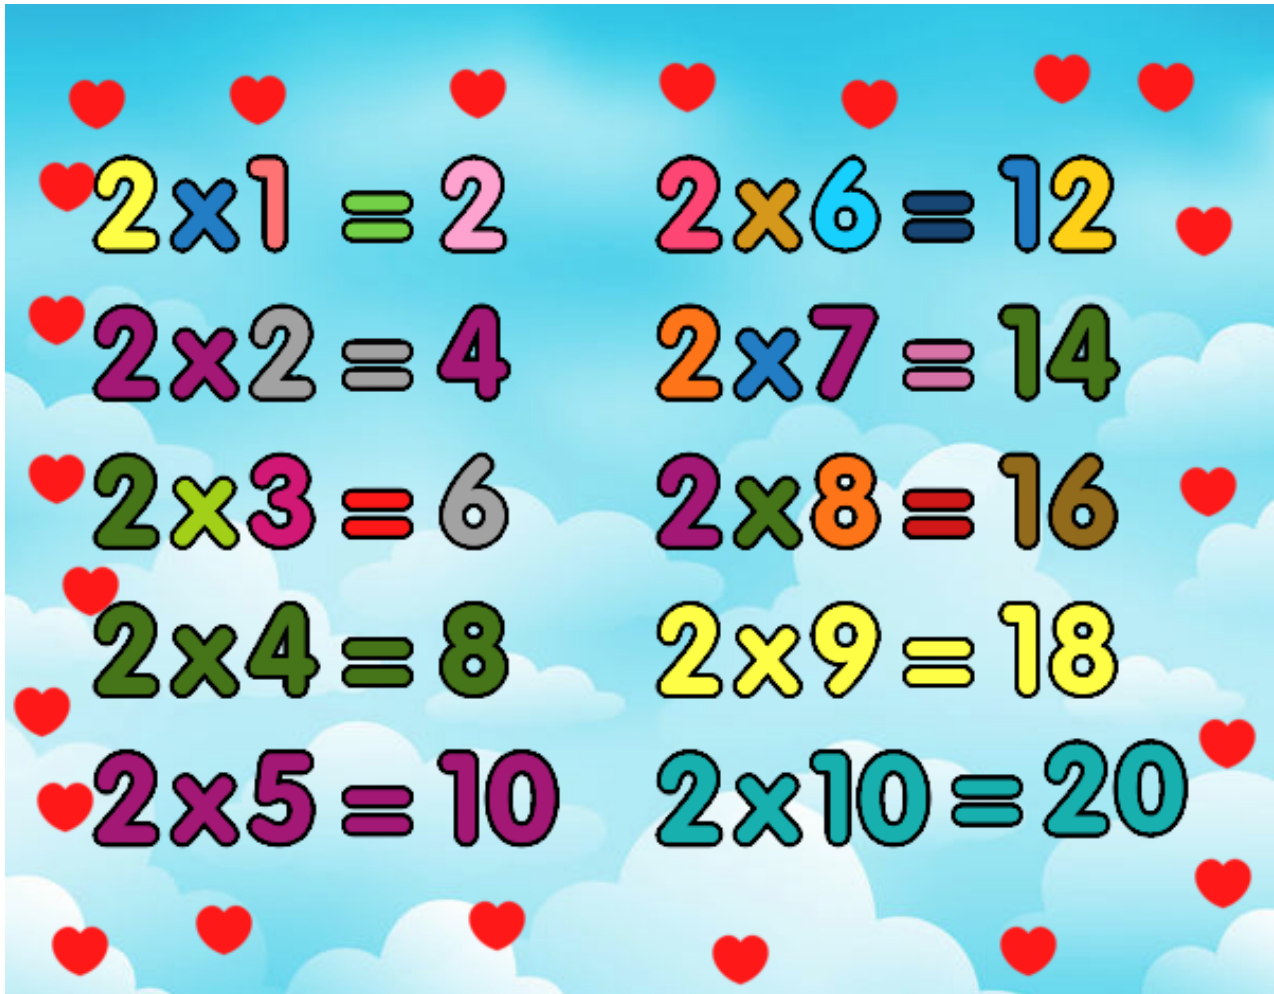 2x1 = 2
2x2 = 4
2x3 = 6
2x4 = 8
2x5 = 10
2x6 = 12
2x7 = 14
2x8 = 16
2x9 = 18
2x10 = 20